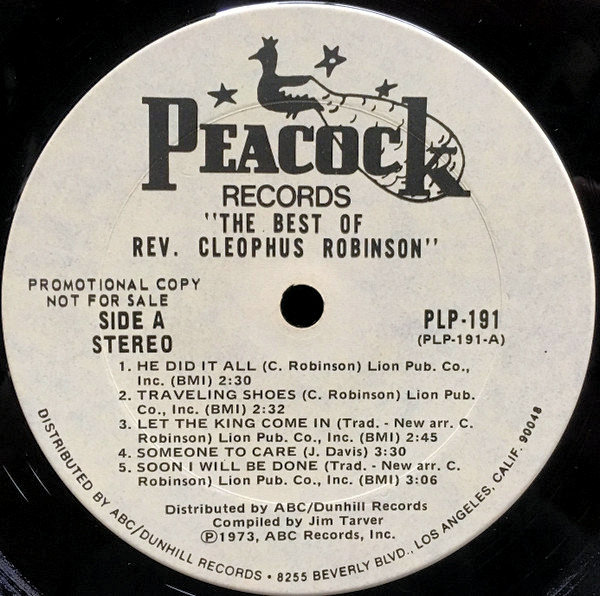 PEACOCK
RECORDS
"THE BEST OF
REV. CLEOPHUS ROBINSON"
PROMOTIONAL COPY
NOT FOR SALE
SIDE A
STEREO
PLP-191
(PLP-191-A)
1. HE DID IT ALL (C. Robinson) Lion Pub. Co.,
Inc. (BMI) 2:30
2. TRAVELING SHOES (C. Robinson) Lion Pub.
Co., Inc. (BMI) 2:32
3. LET THE KING COME IN (Trad. - New arr. C.
Robinson) Lion Pub. Co., Inc. (BMI) 2:45
4. SOMEONE TO CARE (J. Davis) 3:30
5. SOON I WILL BE DONE (Trad. - New arr. C.
Robinson) Lion Pub. Co., Inc. (BMI) 3:06
Distributed by ABC/Dunhill Records
Compiled by Jim Tarver
Ⓟ1973, ABC Records, Inc.
DISTRIBUTED BY ABC/DUNHILL RECORDS • 8255 BEVERLY BLVD., LOS ANGELES, CALIF. 90048